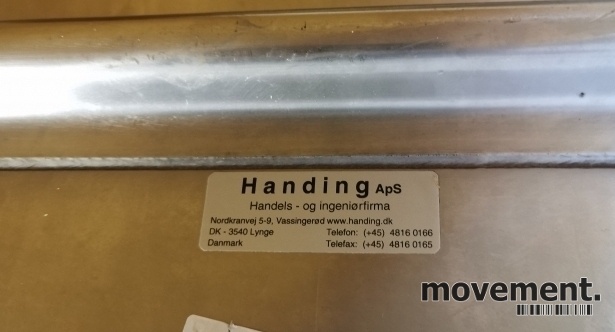 Handing ApS
Handels - og ingeniørfirma
Nordkranvej 5-9, Vassingerød www.handing.dk
DK - 3540 Lynge Telefon: (+45) 4816 0166
Danmark Telefax: (+45) 4816 0165
movement.